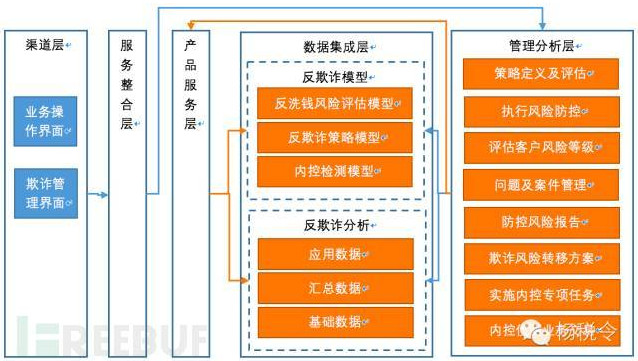 渠道层
业务操
作界面
欺诈管
理界面
服
务
整
合
层
产
品
服
务
层
数据集成层
反欺诈模型
反洗钱风险评估模型
反欺诈策略模型
内控检测模型
反欺诈分析
应用数据
汇总数据
基础数据
管理分析层
策略定义及评估
执行风险防控
评估客户风险等级
问题及案件管理
防控风险报告
欺诈风险转移方案
实施内控专项任务
内控
REEBUF
杨桃令